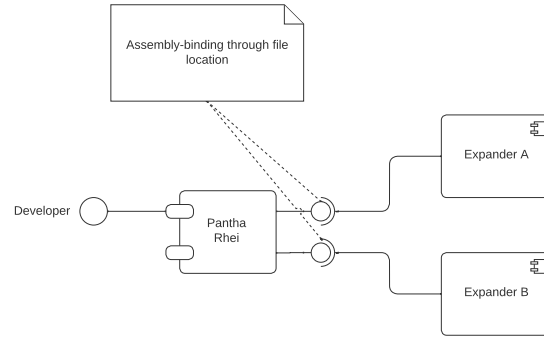 Assembly-binding through file
location
Expander A
Developer
Pantha
Rhei
Expander B